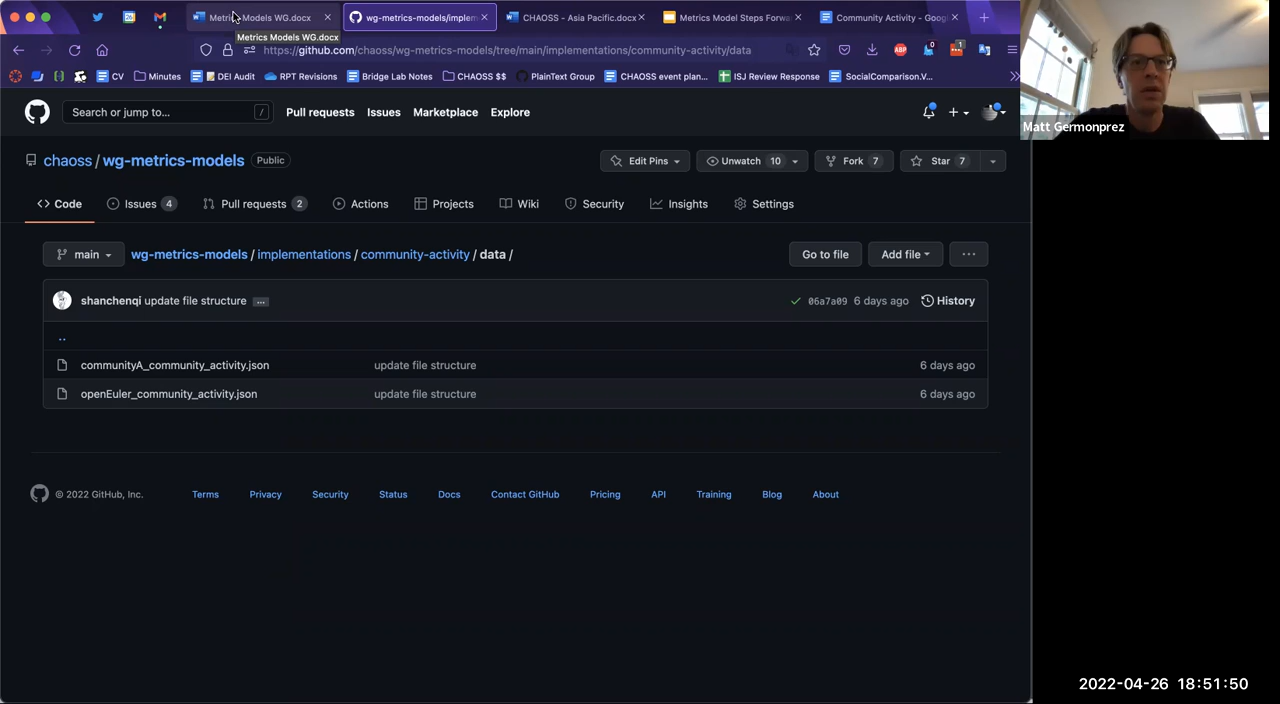 Metrics Models WG.docx
wg-metrics-models/implem
CHAOSS - Asia Pacific.docx
Metrics Model Steps Forwa
Community Activity - Goog
Metrics Models WG.docx
https://github.com/chaoss/wg-metrics-models/tree/main/implementations/community-activity/data
ABP
1
CV
Minutes
DEI Audit
RPT Revisions
Bridge Lab Notes
CHAOSS $$
PlainText Group
CHAOSS event plan...
ISJ Review Response
SocialComparison.V...
Matt Germonprez
Search or jump to...
/
Pull requests
Issues
Marketplace
Explore
chaoss / wg-metrics-models
Public
Edit Pins
Unwatch 10
Fork 7
Star 7
Code
Issues 4
Pull requests 2
Actions
Projects
Wiki
Security
Insights
Settings
main
wg-metrics-models / implementations / community-activity / data /
Go to file
Add file
...
shanchenqi update file structure ...
06a7a09 6 days ago
History
..
communityA_community_activity.json
update file structure
6 days ago
openEuler_community_activity.json
update file structure
6 days ago
© 2022 GitHub, Inc.
Terms
Privacy
Security
Status
Docs
Contact GitHub
Pricing
API
Training
Blog
About
2022-04-26 18:51:50